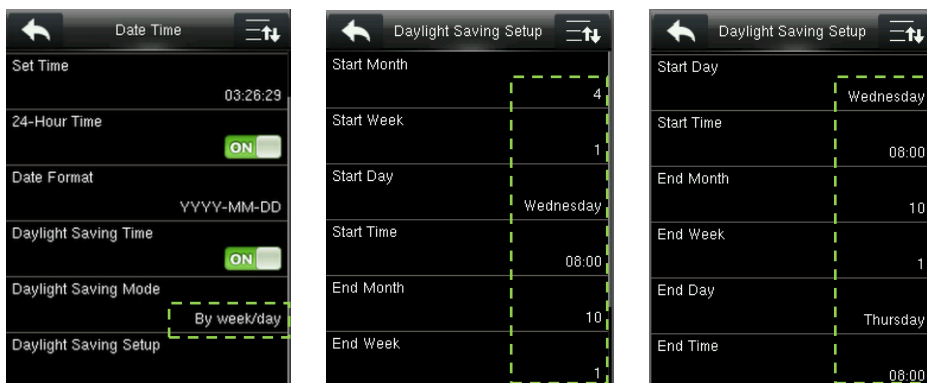 Date Time
Set Time
03:26:29
24-Hour Time
ON
Date Format
YYYY-MM-DD
Daylight Saving Time
ON
Daylight Saving Mode
By week/day
Daylight Saving Setup
Daylight Saving Setup
Start Month
4
Start Week
1
Start Day
Wednesday
Start Time
08:00
End Month
10
End Week
1
Daylight Saving Setup
Start Day
Wednesday
Start Time
08:00
End Month
10
End Week
1
End Day
Thursday
End Time
08:00